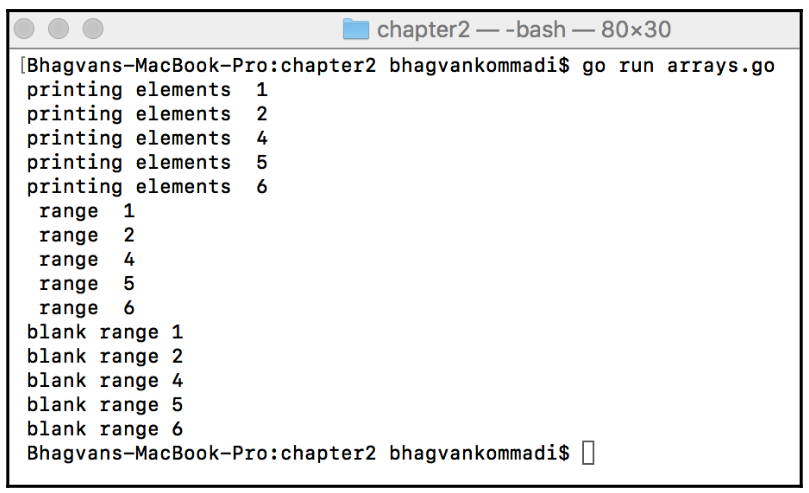 chapter2 — -bash — 80×30
[Bhagvans-MacBook-Pro:chapter2 bhagvankommadi$ go run arrays.go
printing elements  1
printing elements  2
printing elements  4
printing elements  5
printing elements  6
 range  1
 range  2
 range  4
 range  5
 range  6
blank range 1
blank range 2
blank range 4
blank range 5
blank range 6
Bhagvans-MacBook-Pro:chapter2 bhagvankommadi$